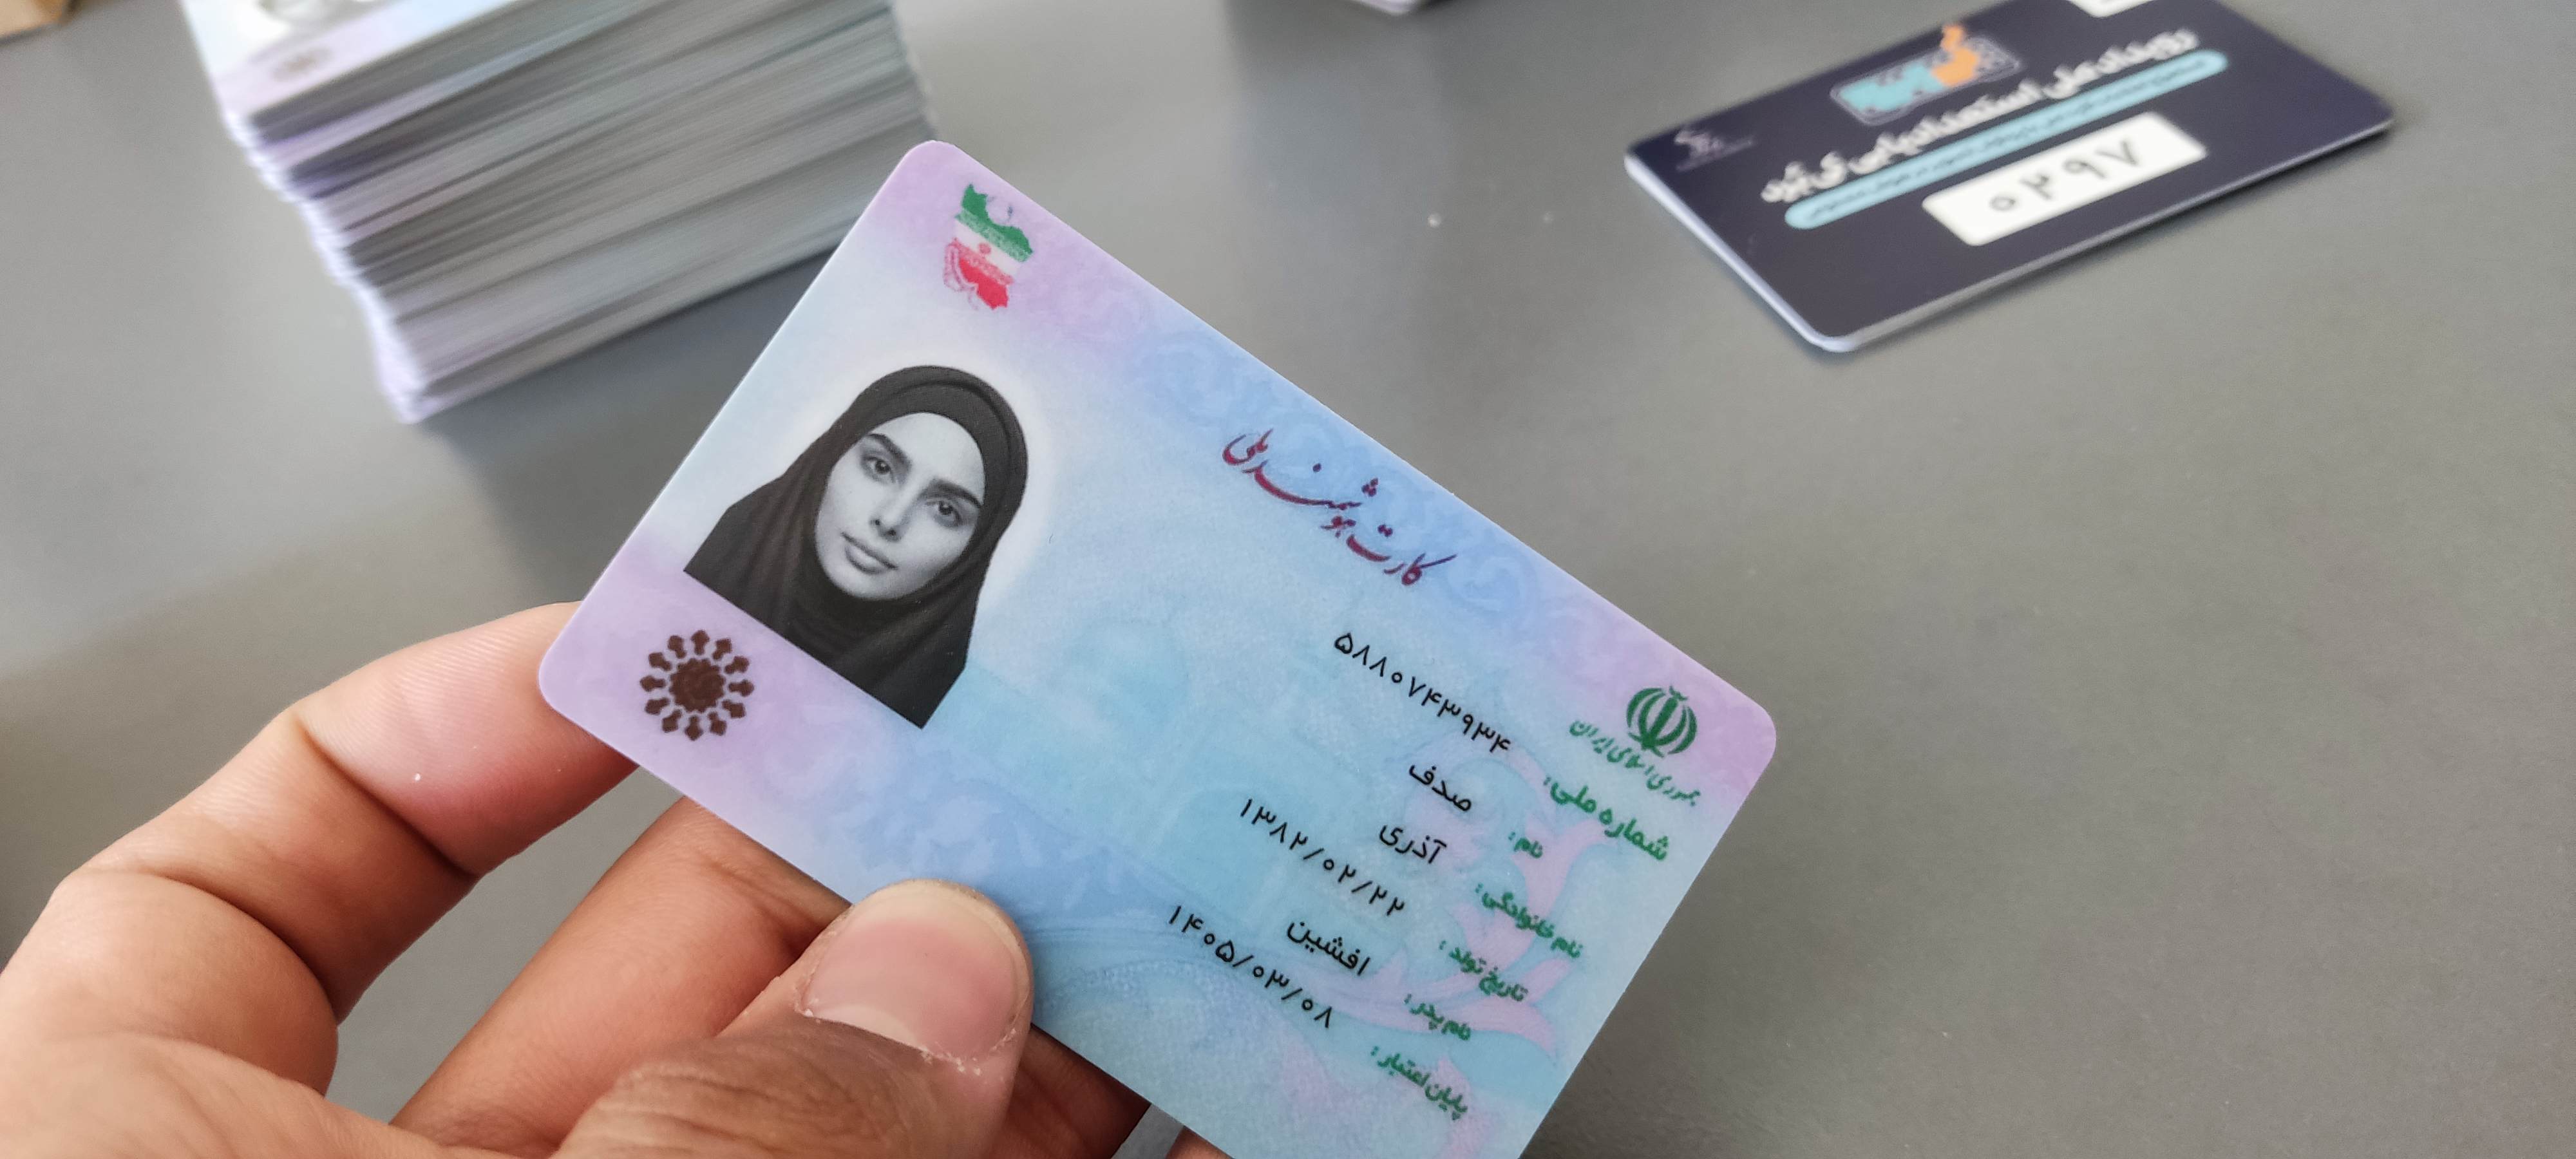 کارت هوشمند ملی
جمهوری اسلامی ایران
شماره ملی: ۵۸۸۰۷۴۳۹۳۴
نام: صدف
نام خانوادگی: آذری
تاریخ تولد: ۱۳۸۲/۰۲/۲۲
نام پدر: افشین
پایان اعتبار: ۱۴۰۵/۰۳/۰۸
رویداد ملی استعدادیابی
۰۲۹۷